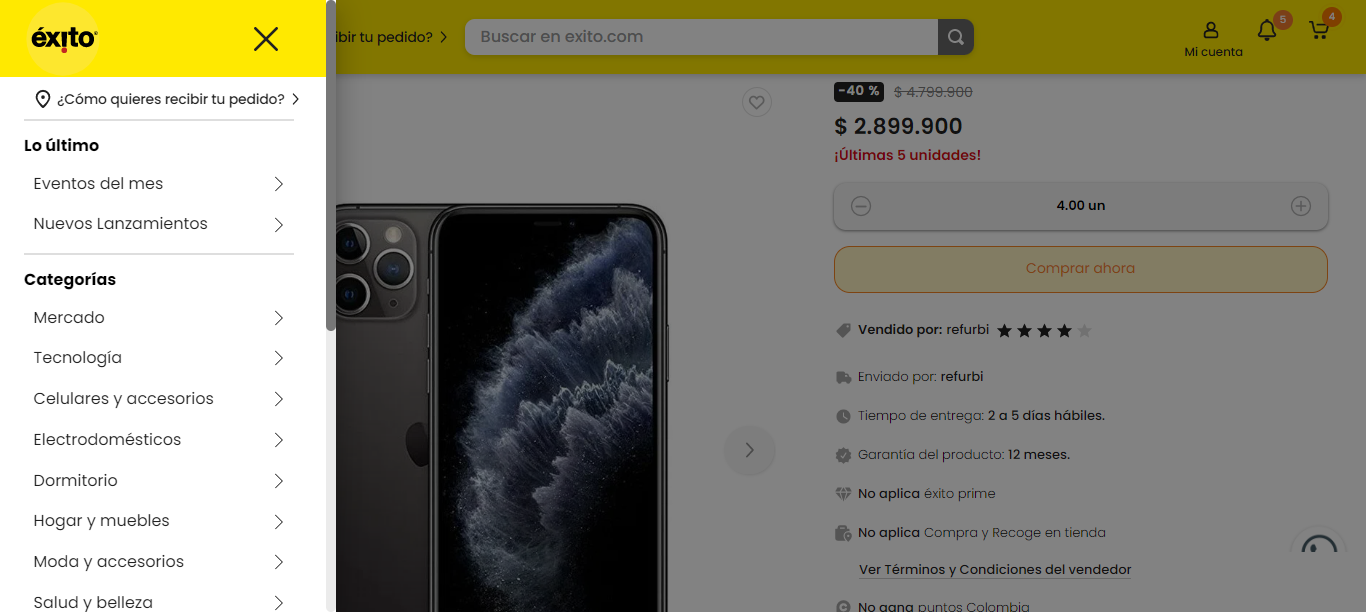 éxito
¿Cómo quieres recibir tu pedido?
Lo último
Eventos del mes
Nuevos Lanzamientos
Categorías
Mercado
Tecnología
Celulares y accesorios
Electrodomésticos
Dormitorio
Hogar y muebles
Moda y accesorios
Salud y belleza
ibir tu pedido?
Buscar en exito.com
Mi cuenta
5
4
-40 % $ 4.799.900
$ 2.899.900
¡Últimas 5 unidades!
4.00 un
Comprar ahora
Vendido por: refurbi
Enviado por: refurbi
Tiempo de entrega: 2 a 5 días hábiles.
Garantía del producto: 12 meses.
No aplica éxito prime
No aplica Compra y Recoge en tienda
Ver Términos y Condiciones del vendedor
No gana puntos Colombia